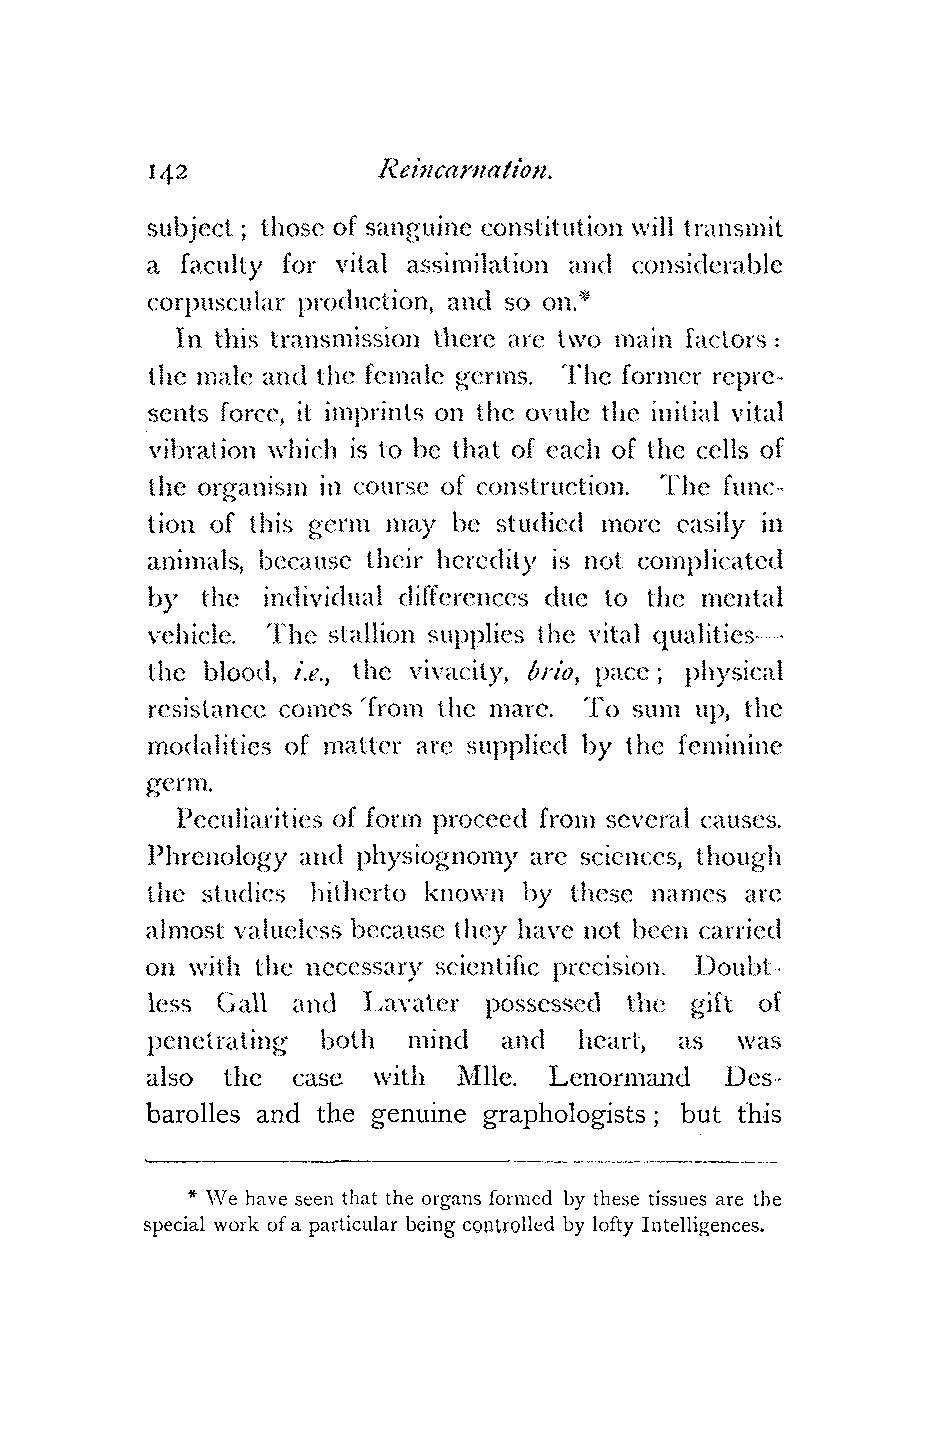 142 Reincarnation.
subject ; those of sanguine constitution will transmit
a faculty for vital assimilation and considerable
corpuscular production, and so on.*
In this transmission there are two main factors :
the male and the female germs. The former repre-
sents force, it imprints on the ovule the initial vital
vibration which is to be that of each of the cells of
the organism in course of construction. The func-
tion of this germ may be studied more easily in
animals, because their heredity is not complicated
by the individual differences due to the mental
vehicle. The stallion supplies the vital qualities—
the blood, i.e., the vivacity, brio, pace ; physical
resistance comes from the mare. To sum up, the
modalities of matter are supplied by the feminine
germ.
Peculiarities of form proceed from several causes.
Phrenology and physiognomy are sciences, though
the studies hitherto known by these names are
almost valueless because they have not been carried
on with the necessary scientific precision. Doubt-
less Gall and Lavater possessed the gift of
penetrating both mind and heart, as was
also the case with Mlle. Lenormand Des-
barolles and the genuine graphologists ; but this
* We have seen that the organs formed by these tissues are the
special work of a particular being controlled by lofty Intelligences.